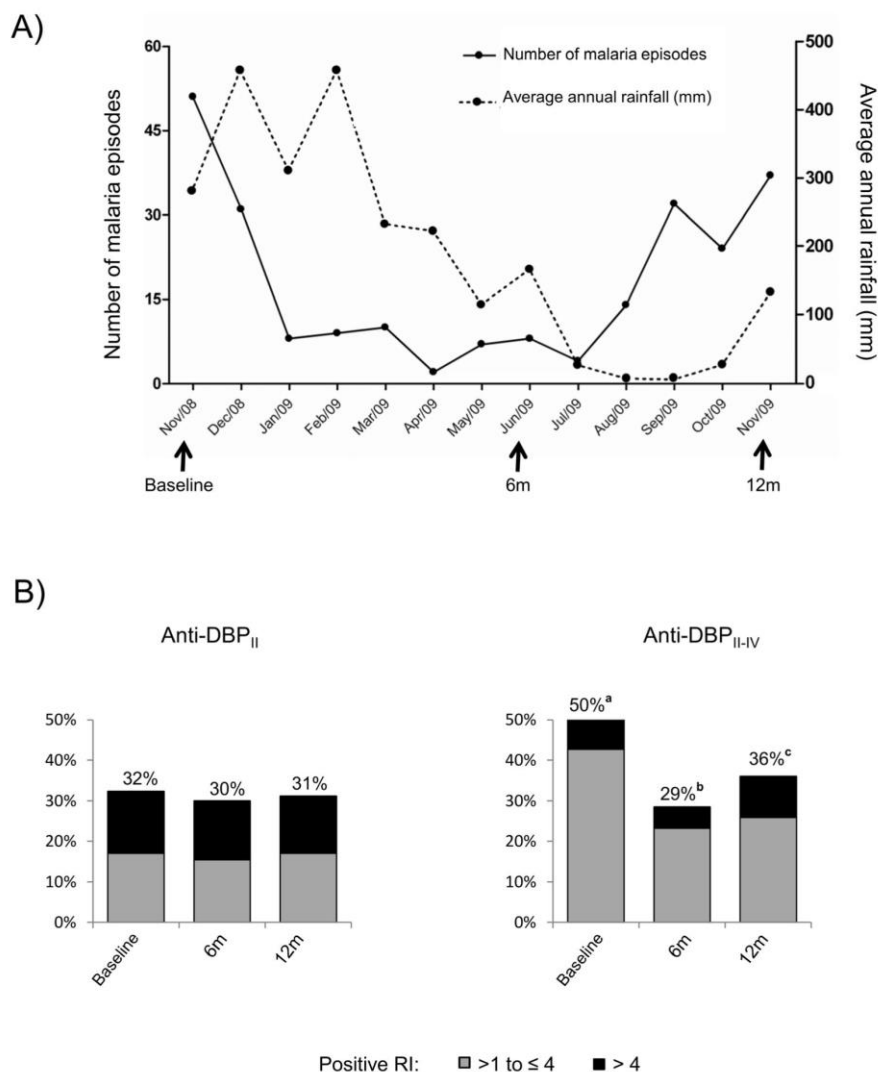 A)
Number of malaria episodes
60
45
30
15
0
Number of malaria episodes
Average annual rainfall (mm)
500
400
300
200
100
0
Average annual rainfall (mm)
Nov/08 Dec/08 Jan/09 Feb/09 Mar/09 Apr/09 May/09 Jun/09 Jul/09 Aug/09 Sep/09 Oct/09 Nov/09
Baseline 6m 12m
B)
Anti-DBPII
50%
40%
30%
20%
10%
0%
32% 30% 31%
Baseline 6m 12m
Anti-DBPII-IV
50%
40%
30%
20%
10%
0%
50%a 29%b 36%c
Baseline 6m 12m
Positive RI: >1 to ≤ 4 > 4